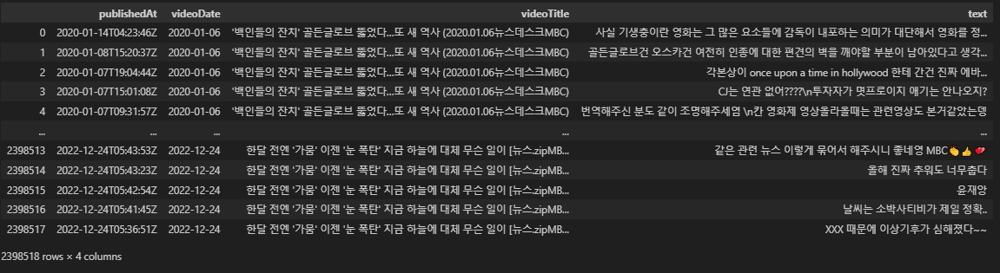 publishedAt videoDate videoTitle text
0 2020-01-14T04:23:46Z 2020-01-06 '백인들의 잔치' 골든글로브 뚫었다…또 새 역사 (2020.01.06뉴스데스크MBC) 사실 기생충이란 영화는 그 많은 요소들에 감독이 내포하는 의미가 대단해서 영화를 정...
1 2020-01-08T15:20:37Z 2020-01-06 '백인들의 잔치' 골든글로브 뚫었다…또 새 역사 (2020.01.06뉴스데스크MBC) 골든글로브건 오스카건 여전히 인종에 대한 편견의 벽을 깨야할 부분이 남아있다고 생각...
2 2020-01-07T19:04:44Z 2020-01-06 '백인들의 잔치' 골든글로브 뚫었다…또 새 역사 (2020.01.06뉴스데스크MBC) 각본상이 once upon a time in hollywood 한테 간건 진짜 에바...
3 2020-01-07T15:01:08Z 2020-01-06 '백인들의 잔치' 골든글로브 뚫었다…또 새 역사 (2020.01.06뉴스데스크MBC) CJ는 연관 없어????\n투자자가 몃프로이지 얘기는 안나오지?
4 2020-01-07T09:31:57Z 2020-01-06 '백인들의 잔치' 골든글로브 뚫었다…또 새 역사 (2020.01.06뉴스데스크MBC) 번역해주신 분도 같이 조명해주세염 \n칸 영화제 영상올라올때는 관련영상도 본거같았는뎅
... ... ... ... ...
2398513 2022-12-24T05:43:53Z 2022-12-24 한달 전엔 '가뭄' 이젠 '눈 폭탄' 지금 하늘에 대체 무슨 일이 [뉴스.zipMB... 같은 관련 뉴스 이렇게 묶어서 해주시니 좋네영 MBC👏👍💖
2398514 2022-12-24T05:43:23Z 2022-12-24 한달 전엔 '가뭄' 이젠 '눈 폭탄' 지금 하늘에 대체 무슨 일이 [뉴스.zipMB... 올해 진짜 추워도 너무춥다
2398515 2022-12-24T05:42:54Z 2022-12-24 한달 전엔 '가뭄' 이젠 '눈 폭탄' 지금 하늘에 대체 무슨 일이 [뉴스.zipMB... 윤재앙
2398516 2022-12-24T05:41:45Z 2022-12-24 한달 전엔 '가뭄' 이젠 '눈 폭탄' 지금 하늘에 대체 무슨 일이 [뉴스.zipMB... 날씨는 소박사티비가 제일 정확..
2398517 2022-12-24T05:36:51Z 2022-12-24 한달 전엔 '가뭄' 이젠 '눈 폭탄' 지금 하늘에 대체 무슨 일이 [뉴스.zipMB... XXX 때문에 이상기후가 심해졌다~~
2398518 rows × 4 columns